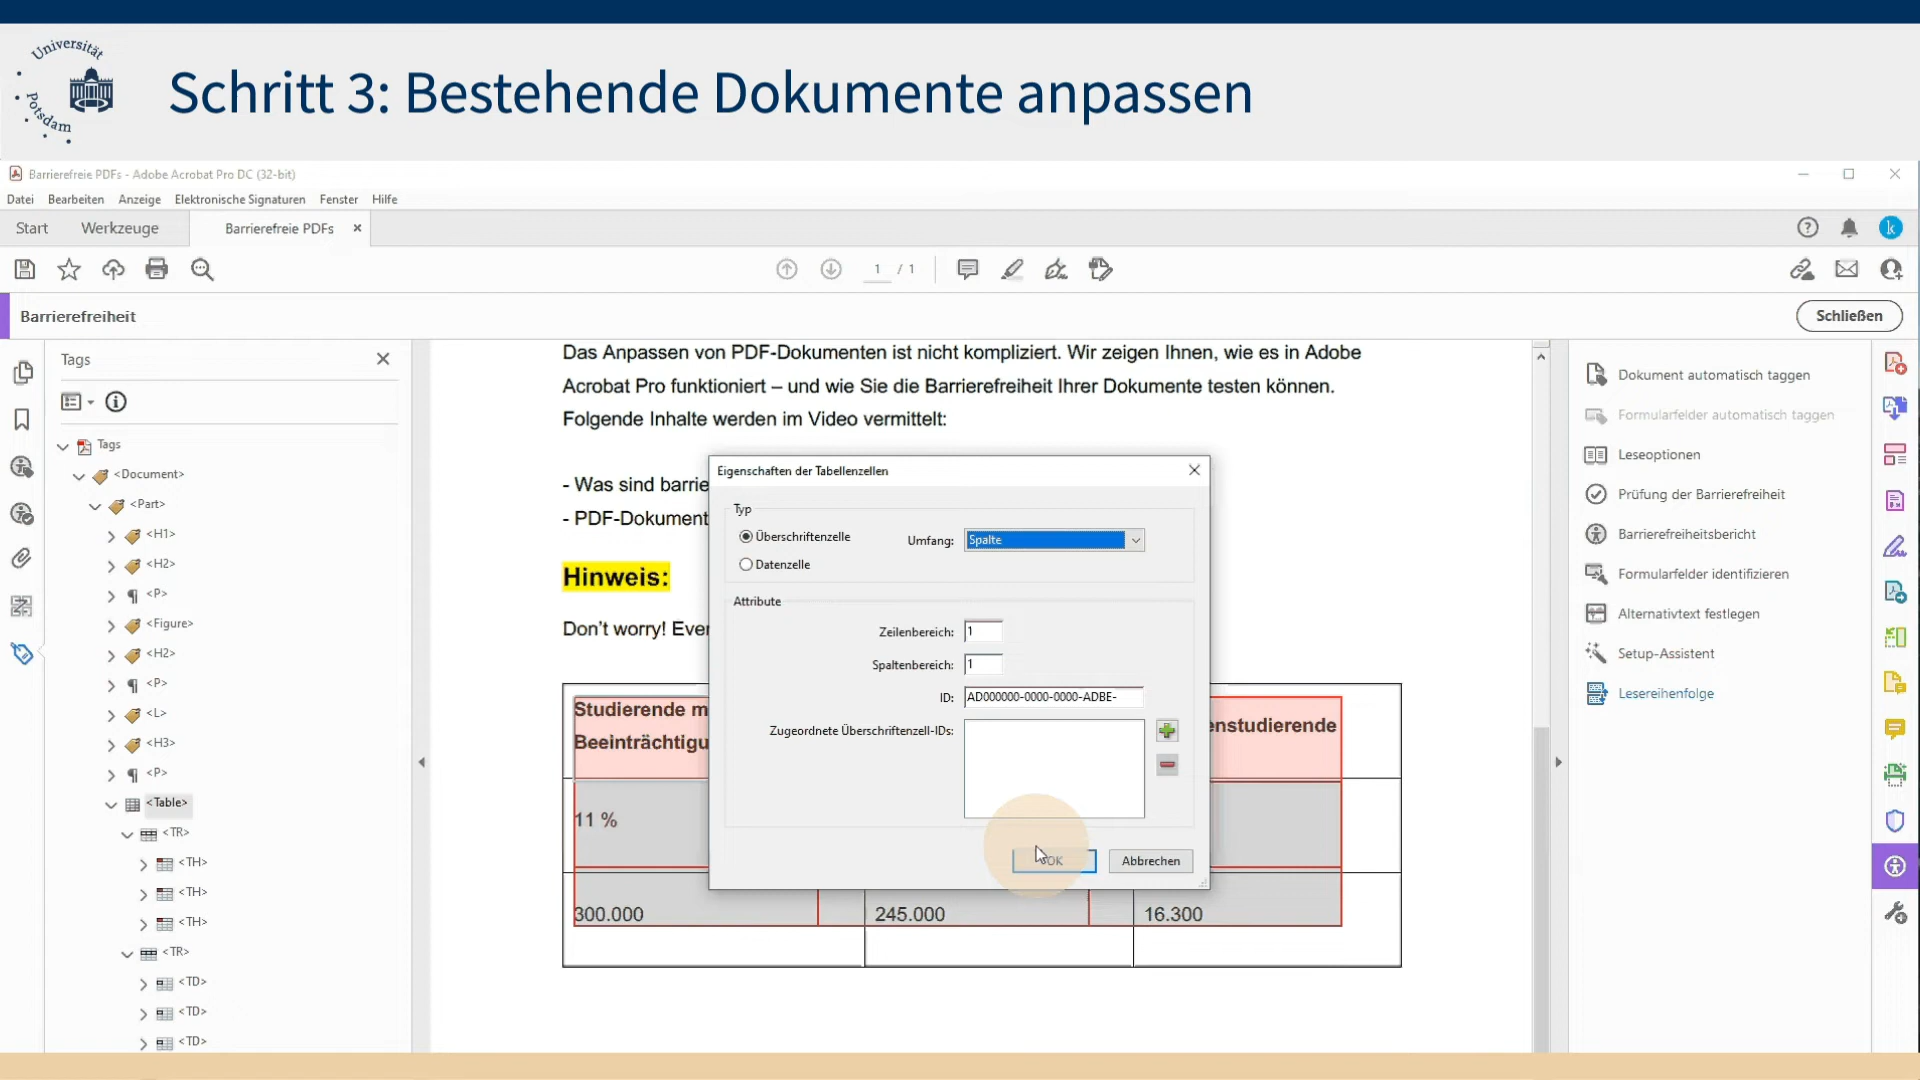 Universität
Potsdam
Schritt 3: Bestehende Dokumente anpassen
Barrierefreie PDFs - Adobe Acrobat Pro DC (32-bit)
Datei Bearbeiten Anzeige Elektronische Signaturen Fenster Hilfe
Start Werkzeuge Barrierefreie PDFs
k
1 / 1
Barrierefreiheit
Schließen
Tags
Tags
<Document>
<Part>
<H1>
<H2>
<P>
<Figure>
<H2>
<P>
<L>
<H3>
<P>
<Table>
<TR>
<TH>
<TH>
<TH>
<TR>
<TD>
<TD>
<TD>
Das Anpassen von PDF-Dokumenten ist nicht kompliziert. Wir zeigen Ihnen, wie es in Adobe
Acrobat Pro funktioniert – und wie Sie die Barrierefreiheit Ihrer Dokumente testen können.
Folgende Inhalte werden im Video vermittelt:
- Was sind barrie
- PDF-Dokument
Hinweis:
Don't worry! Ever
Studierende m
Beeinträchtigu
enstudierende
11 %
300.000 245.000 16.300
Eigenschaften der Tabellenzellen
Typ
Überschriftenzelle
Umfang: Spalte
Datenzelle
Attribute
Zeilenbereich: 1
Spaltenbereich: 1
ID: AD000000-0000-0000-ADBE-
Zugeordnete Überschriftenzell-IDs:
OK Abbrechen
Dokument automatisch taggen
Formularfelder automatisch taggen
Leseoptionen
Prüfung der Barrierefreiheit
Barrierefreiheitsbericht
Formularfelder identifizieren
Alternativtext festlegen
Setup-Assistent
Lesereihenfolge